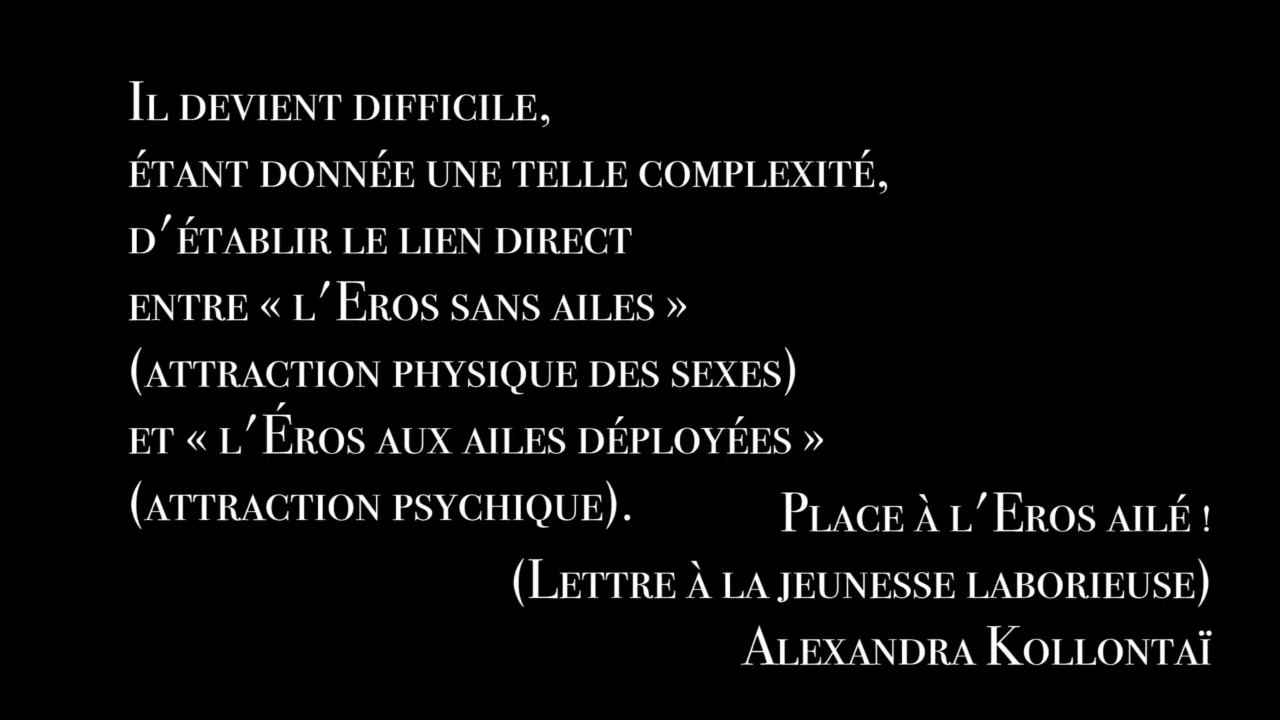 Il devient difficile,
étant donnée une telle complexité,
d'établir le lien direct
entre « l'Eros sans ailes »
(attraction physique des sexes)
et « l'Éros aux ailes déployées »
(attraction psychique).
Place à l'Eros ailé !
(Lettre à la jeunesse laborieuse)
Alexandra Kollontaï